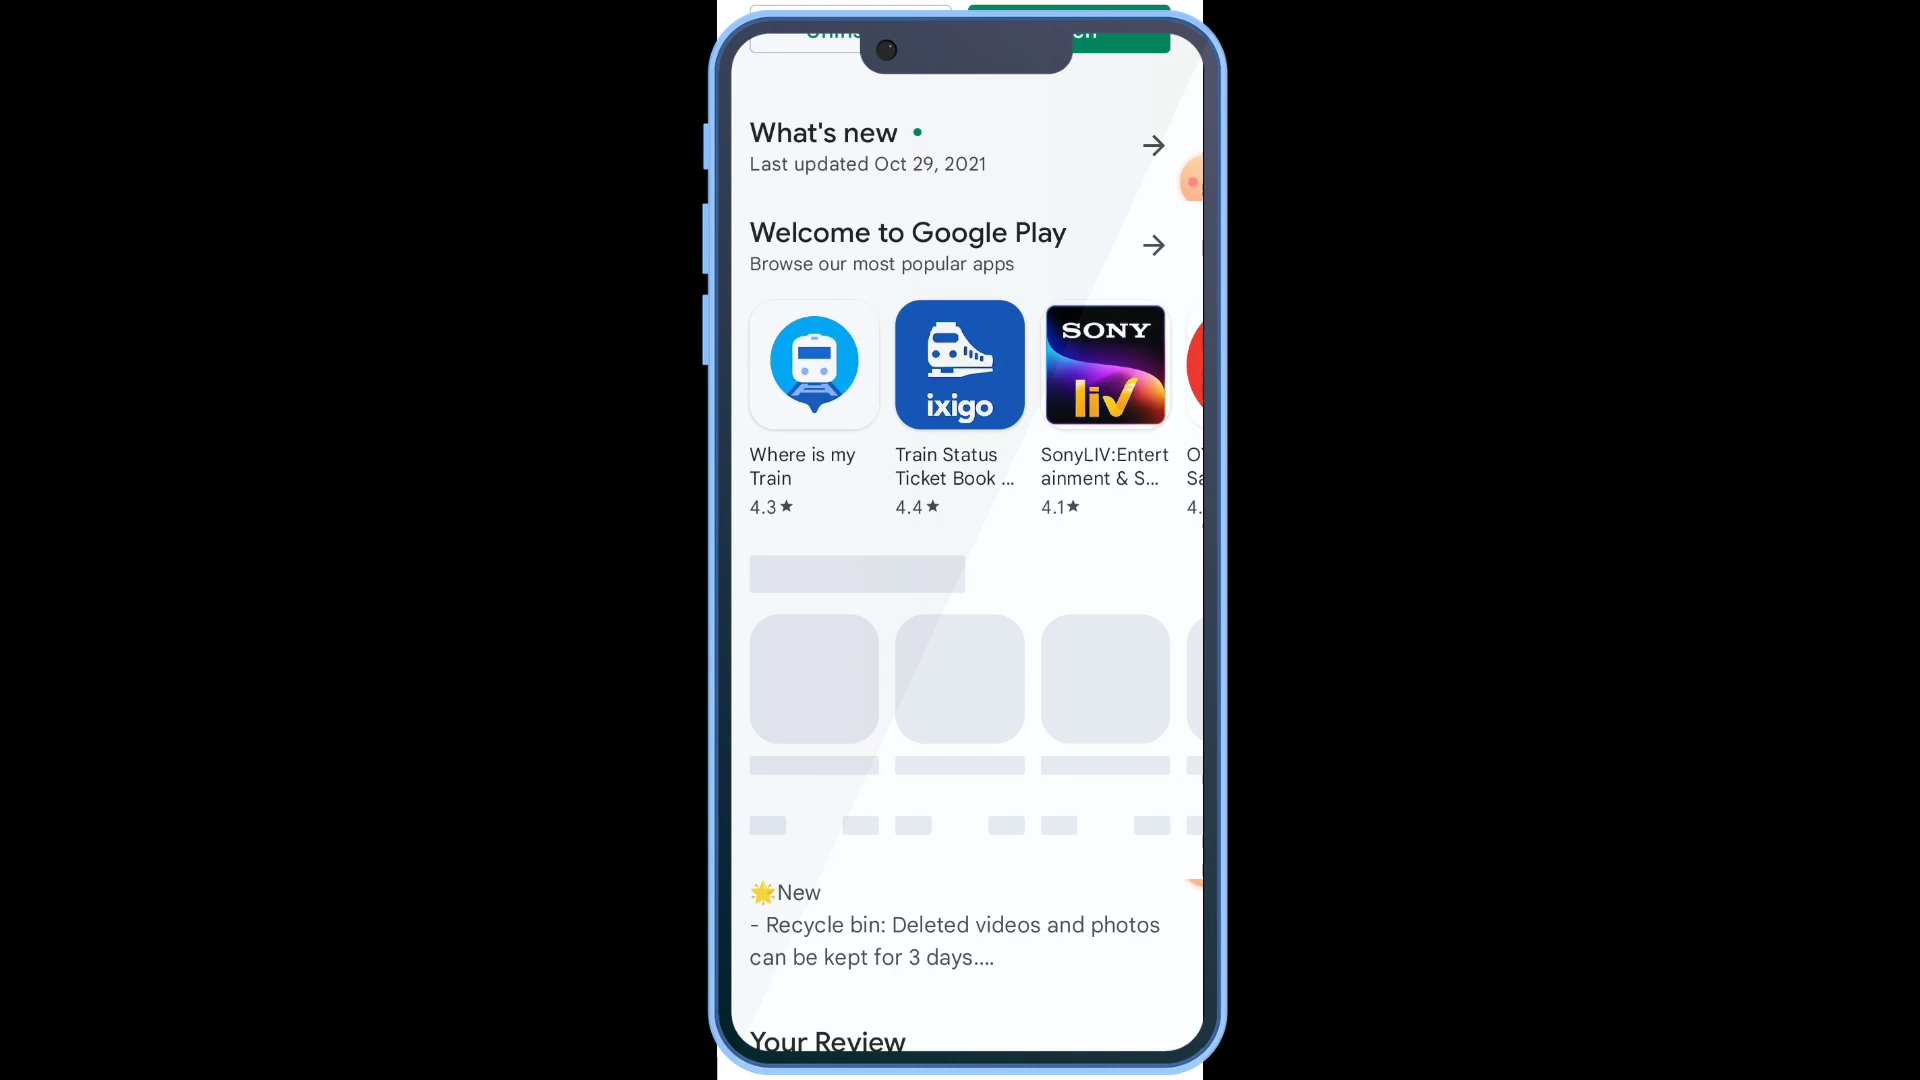 What's new
Last updated Oct 29, 2021
Welcome to Google Play
Browse our most popular apps
SONY
liv
ixigo
Where is my
Train
4.3★
Train Status
Ticket Book ...
4.4★
SonyLIV:Entert
ainment & S...
4.1★
4.
🌟New
- Recycle bin: Deleted videos and photos
can be kept for 3 days....
Your Review